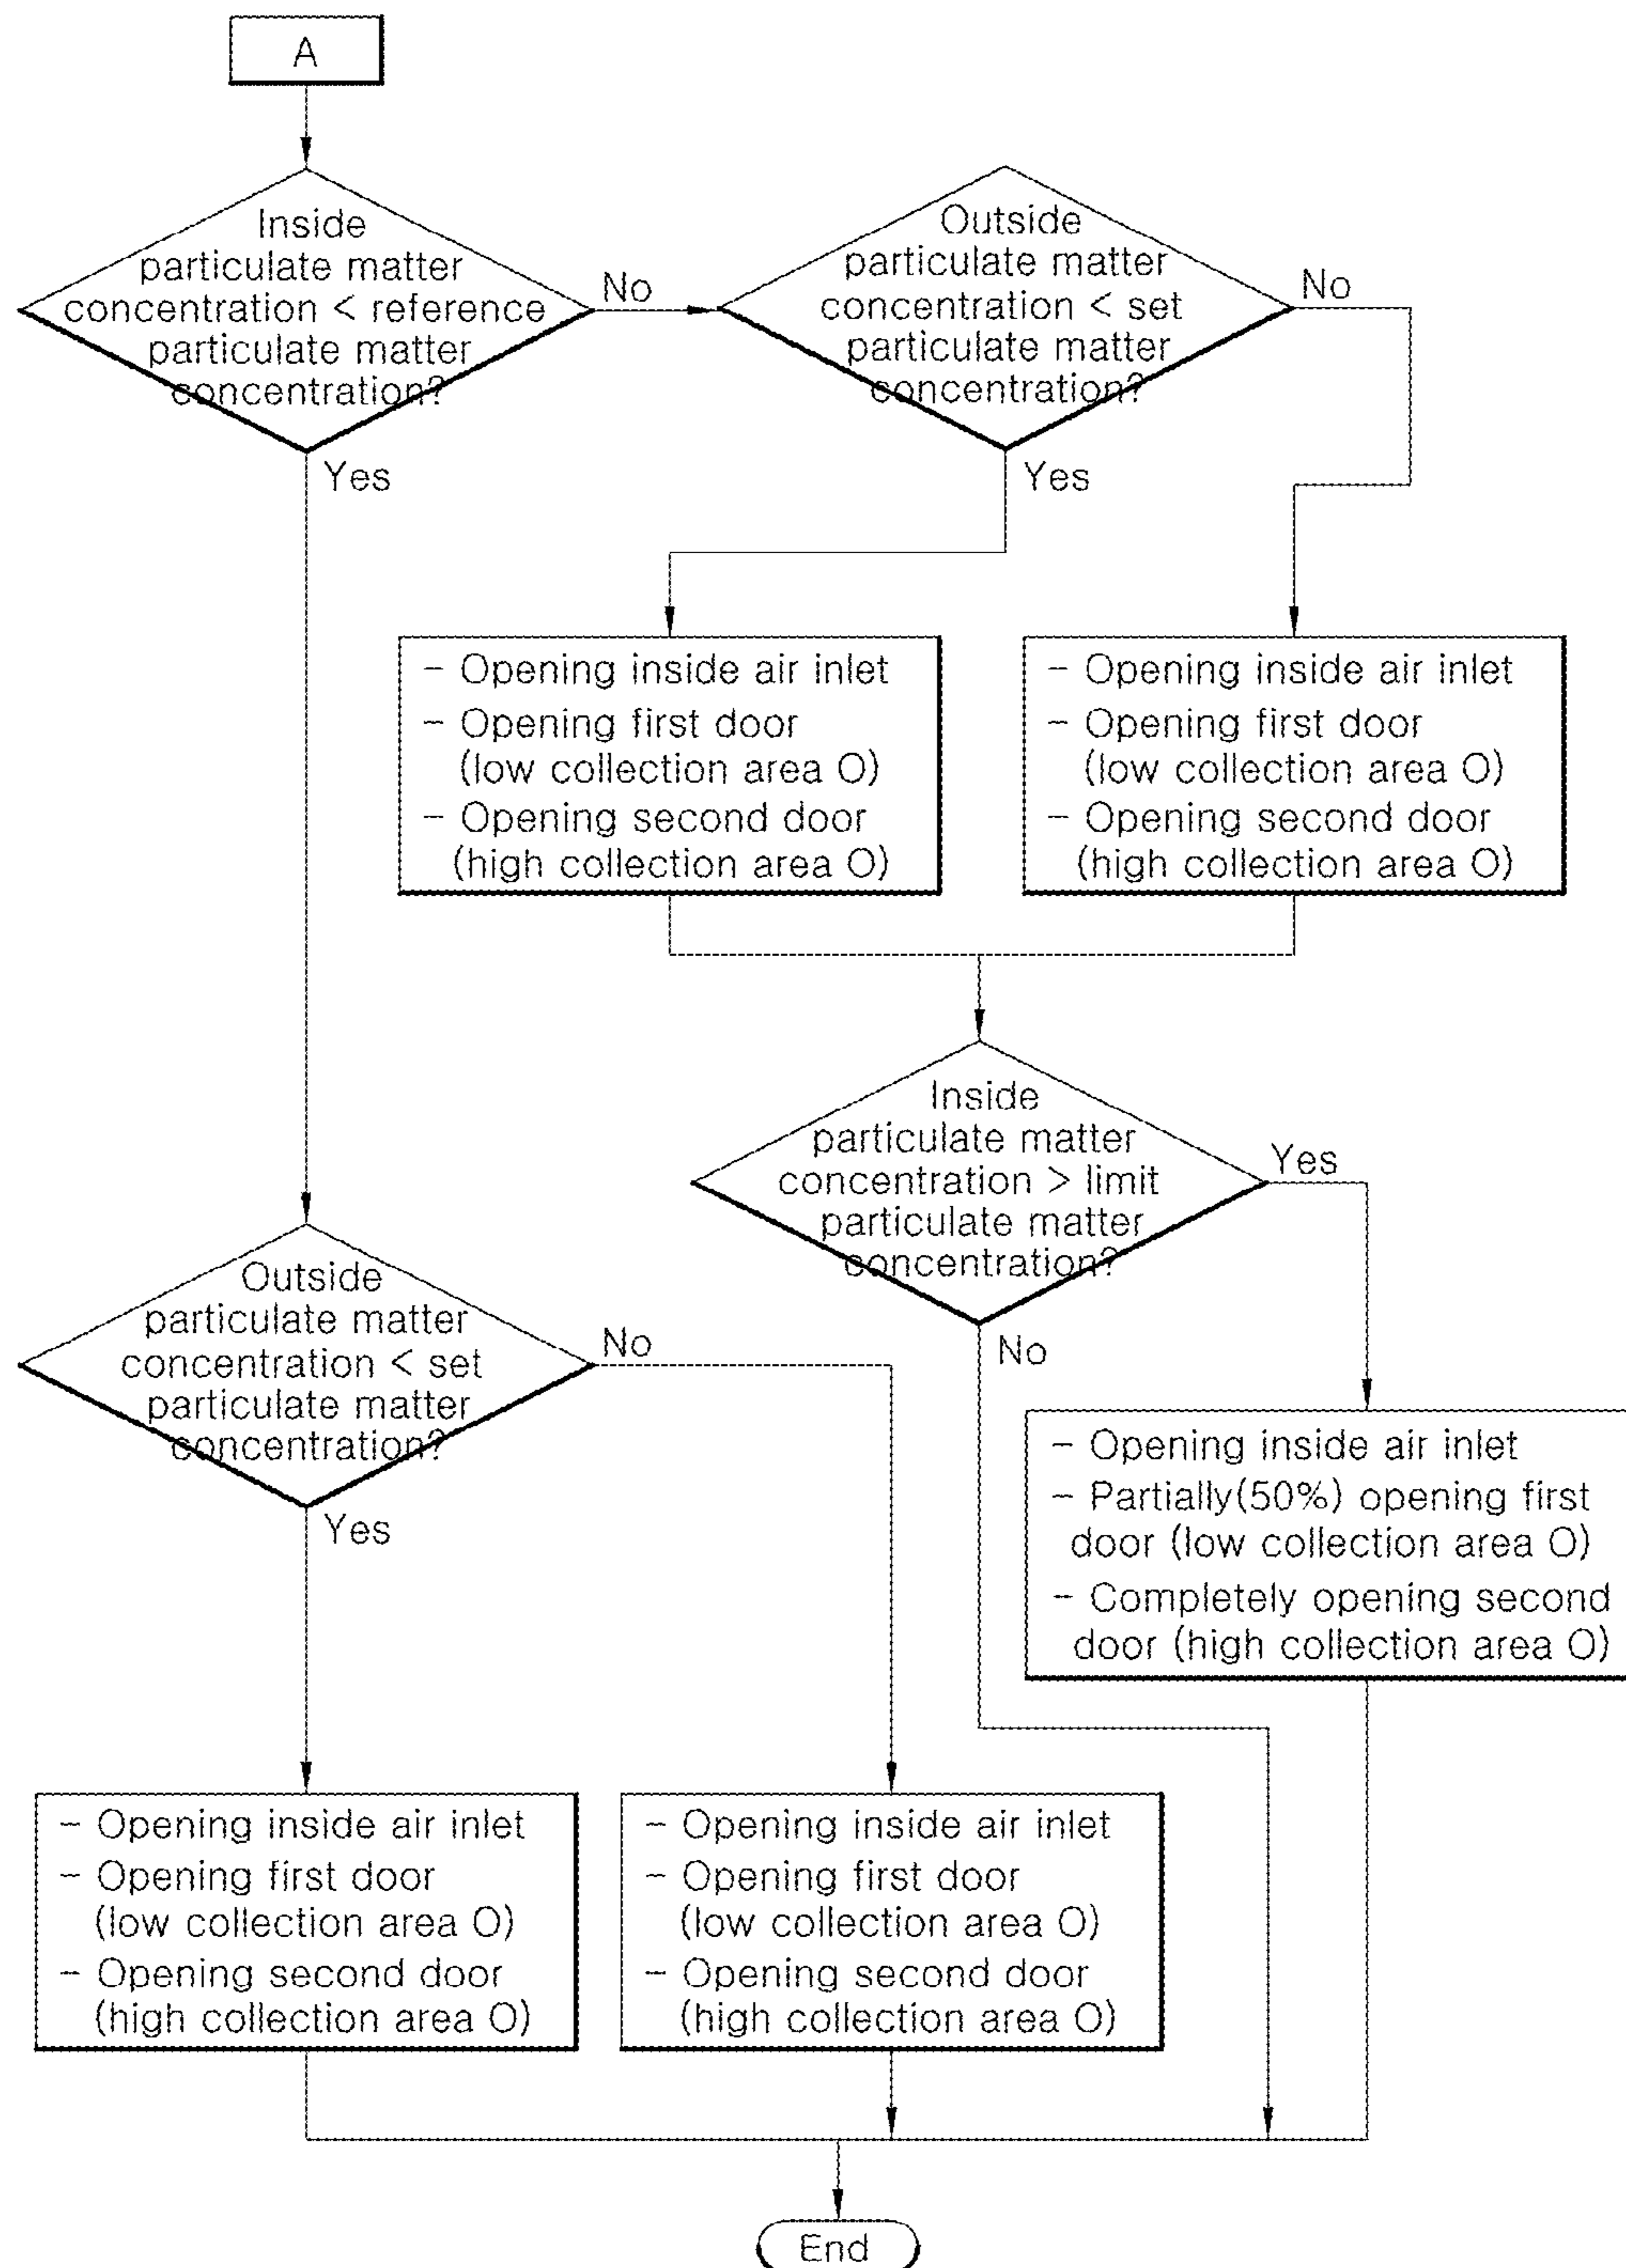 A
Inside
particulate matter
concentration < reference
particulate matter
concentration?
No
Yes
Outside
particulate matter
concentration < set
particulate matter
concentration?
No
Yes
- Opening inside air inlet
- Opening first door
(low collection area O)
- Opening second door
(high collection area O)
- Opening inside air inlet
- Opening first door
(low collection area O)
- Opening second door
(high collection area O)
Inside
particulate matter
concentration > limit
particulate matter
concentration?
Yes
No
Outside
particulate matter
concentration < set
particulate matter
concentration?
No
Yes
- Opening inside air inlet
- Partially(50%) opening first
door (low collection area O)
- Completely opening second
door (high collection area O)
- Opening inside air inlet
- Opening first door
(low collection area O)
- Opening second door
(high collection area O)
- Opening inside air inlet
- Opening first door
(low collection area O)
- Opening second door
(high collection area O)
End